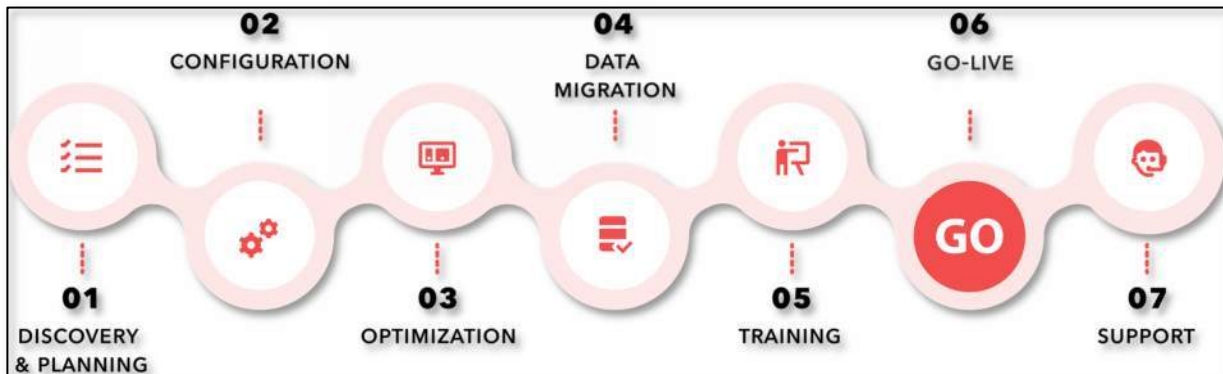 01
DISCOVERY
& PLANNING
02
CONFIGURATION
03
OPTIMIZATION
04
DATA
MIGRATION
05
TRAINING
06
GO-LIVE
GO
07
SUPPORT